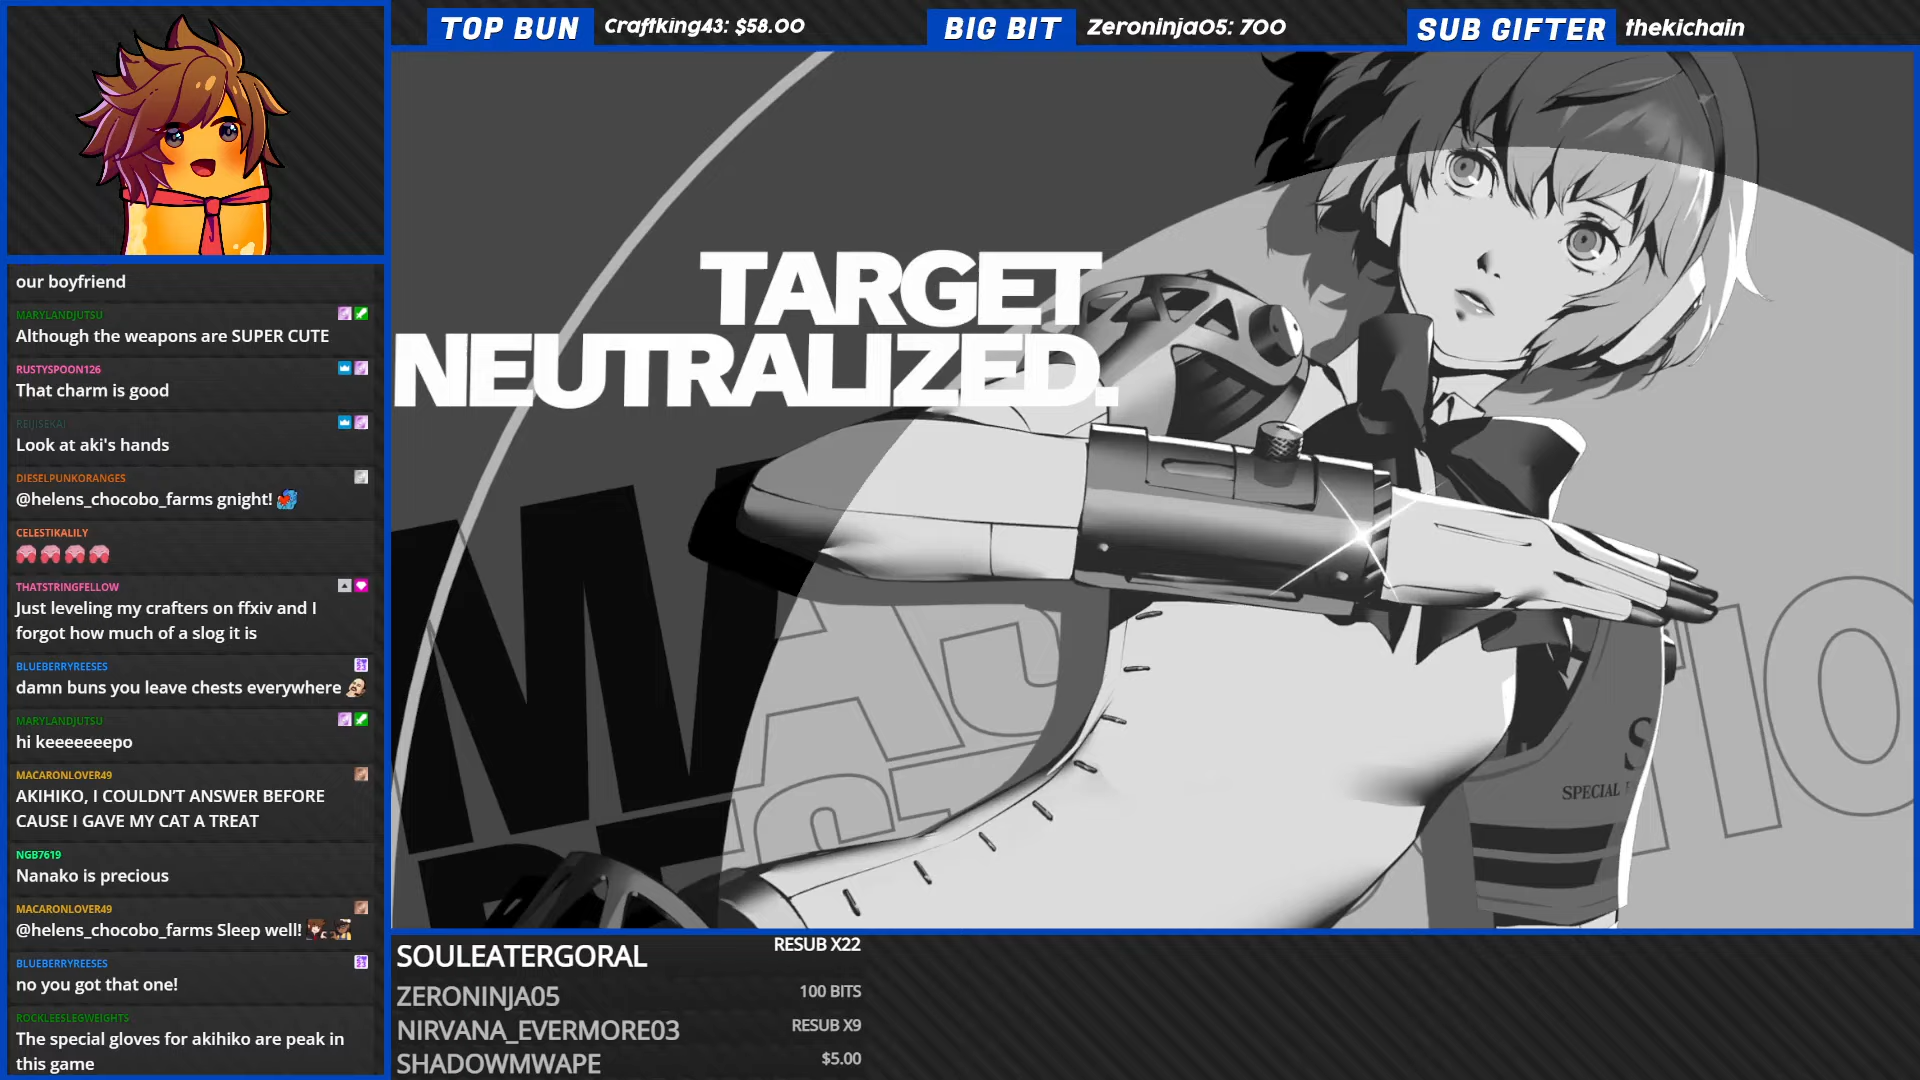 TOP BUN Craftking43: $58.00
BIG BIT Zeroninja05: 700
SUB GIFTER thekichain
our boyfriend
MARYLANDJUTSU
Although the weapons are SUPER CUTE
RUSTYSPOON126
That charm is good
REIJISEKAI
Look at aki's hands
DIESELPUNKORANGES
@helens_chocobo_farms gnight!
CELESTIKALILY
THATSTRINGFELLOW
Just leveling my crafters on ffxiv and I
forgot how much of a slog it is
BLUEBERRYREESES
damn buns you leave chests everywhere
MARYLANDJUTSU
hi keeeeeeepo
MACARONLOVER49
AKIHIKO, I COULDN'T ANSWER BEFORE
CAUSE I GAVE MY CAT A TREAT
NGB7619
Nanako is precious
MACARONLOVER49
@helens_chocobo_farms Sleep well!
BLUEBERRYREESES
no you got that one!
ROCKLEESLEGWEIGHTS
The special gloves for akihiko are peak in
this game
TARGET
NEUTRALIZED.
SPECIAL
SOULEATERGORAL RESUB X22
ZERONINJA05 100 BITS
NIRVANA_EVERMORE03 RESUB X9
SHADOWMWAPE $5.00